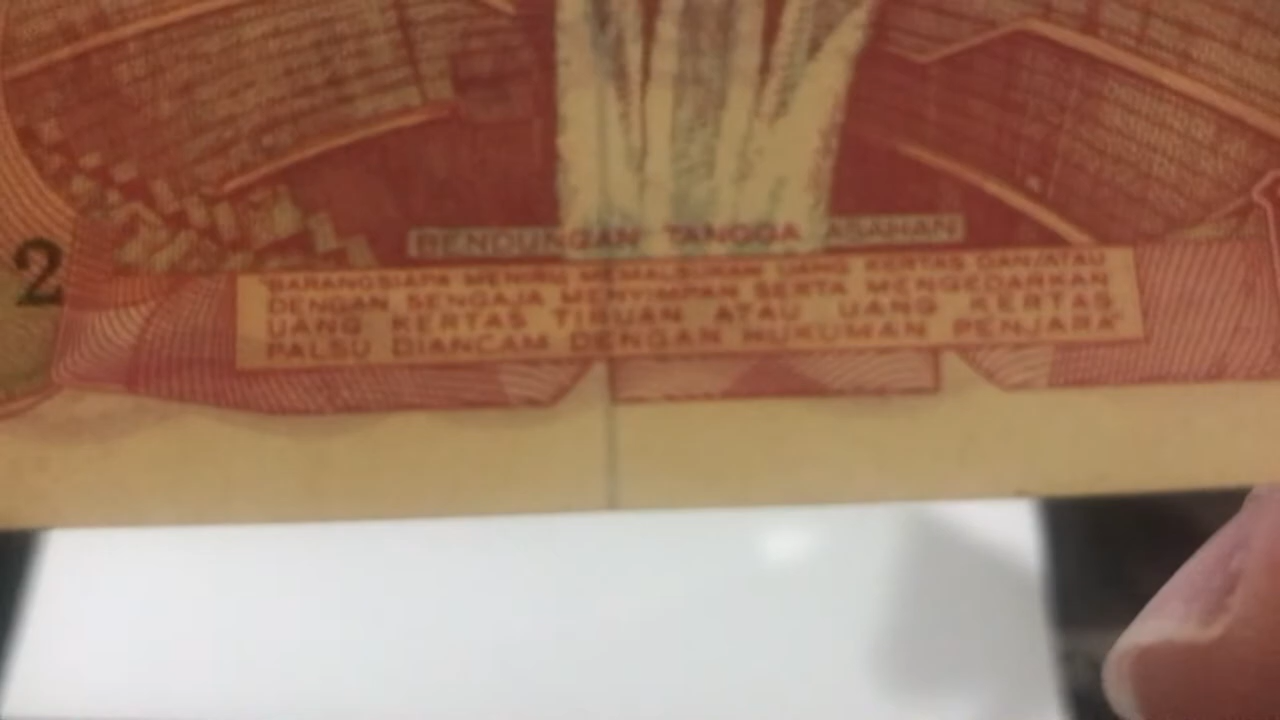 2
BENDUNGAN TANGGA ASAHAN
"BARANGSIAPA MENIRU MEMALSUKAN UANG KERTAS DAN/ATAU
DENGAN SENGAJA MENYIMPAN SERTA MENGEDARKAN
UANG KERTAS TIRUAN ATAU UANG KERTAS
PALSU DIANCAM DENGAN HUKUMAN PENJARA"